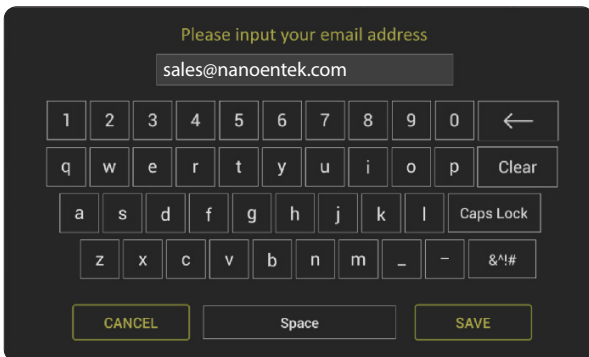 Please input your email address
sales@nanoentek.com
1 2 3 4 5 6 7 8 9 0 ←
q w e r t y u i o p Clear
a s d f g h j k l Caps Lock
z x c v b n m _ – &^!#
CANCEL Space SAVE